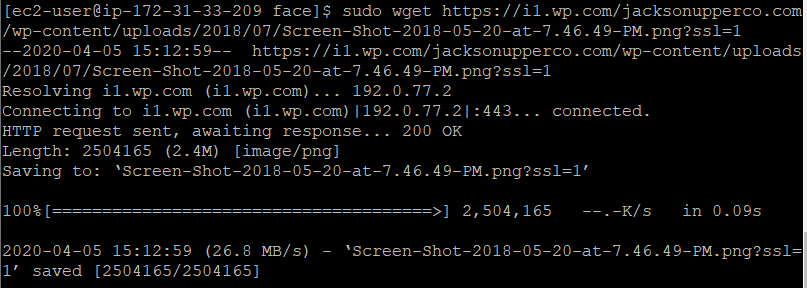 [ec2-user@ip-172-31-33-209 face]$ sudo wget https://i1.wp.com/jacksonupperco.com
/wp-content/uploads/2018/07/Screen-Shot-2018-05-20-at-7.46.49-PM.png?ssl=1
--2020-04-05 15:12:59--  https://i1.wp.com/jacksonupperco.com/wp-content/uploads
/2018/07/Screen-Shot-2018-05-20-at-7.46.49-PM.png?ssl=1
Resolving i1.wp.com (i1.wp.com)... 192.0.77.2
Connecting to i1.wp.com (i1.wp.com)|192.0.77.2|:443... connected.
HTTP request sent, awaiting response... 200 OK
Length: 2504165 (2.4M) [image/png]
Saving to: ‘Screen-Shot-2018-05-20-at-7.46.49-PM.png?ssl=1’
100%[======================================>] 2,504,165   --.-K/s   in 0.09s
2020-04-05 15:12:59 (26.8 MB/s) - ‘Screen-Shot-2018-05-20-at-7.46.49-PM.png?ssl=
1’ saved [2504165/2504165]